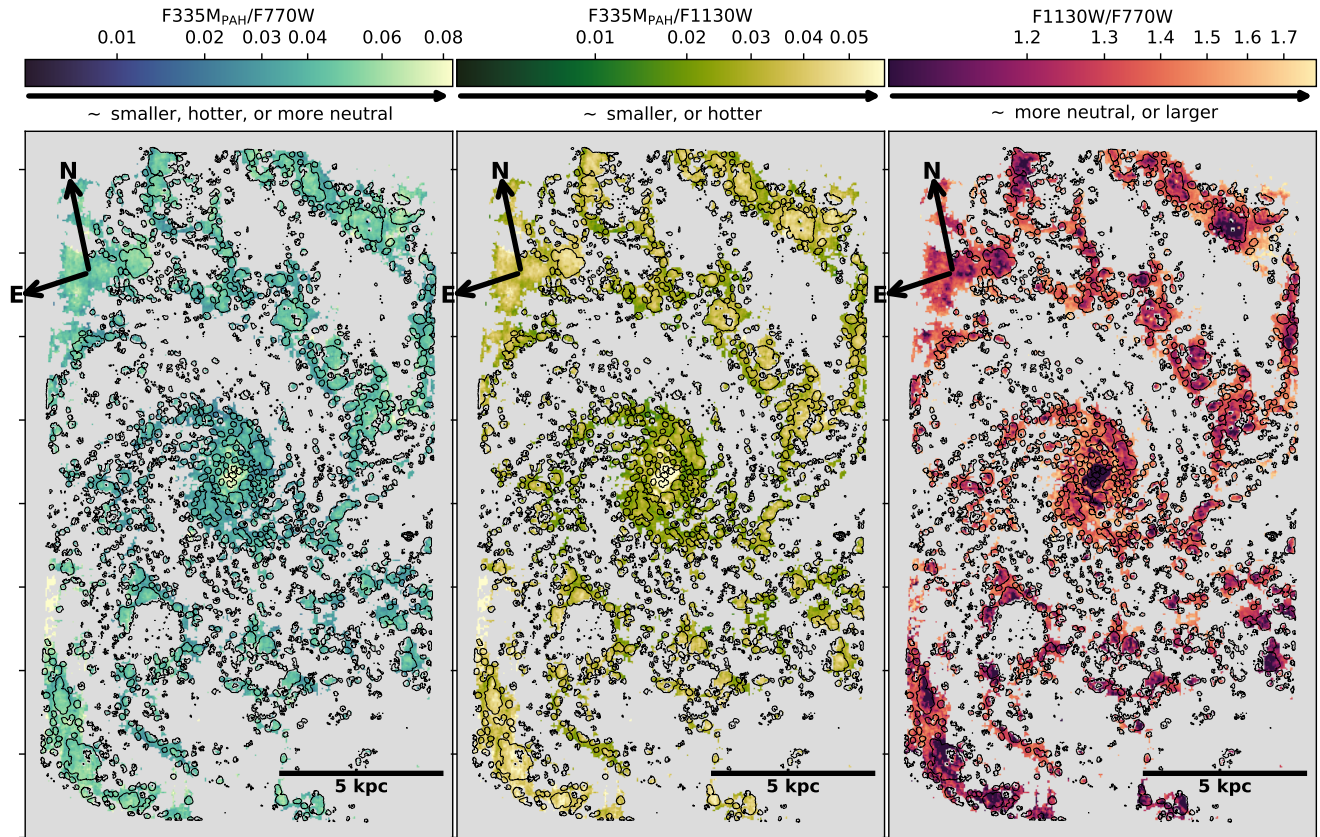 F335M_PAH/F770W
0.01 0.02 0.03 0.04 0.06 0.08
~ smaller, hotter, or more neutral
N
E
5 kpc
F335M_PAH/F1130W
0.01 0.02 0.03 0.04 0.05
~ smaller, or hotter
N
E
5 kpc
F1130W/F770W
1.2 1.3 1.4 1.5 1.6 1.7
~ more neutral, or larger
N
E
5 kpc